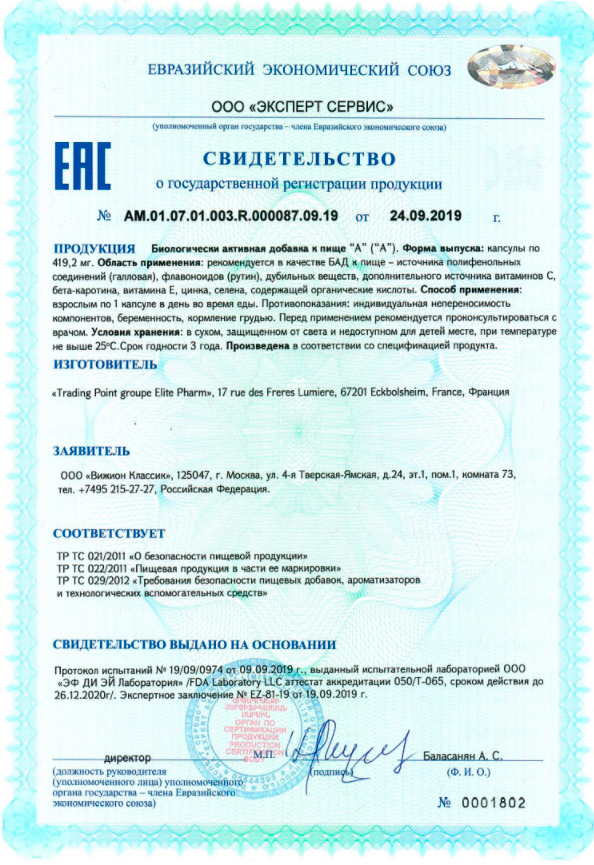 ЕВРАЗИЙСКИЙ ЭКОНОМИЧЕСКИЙ СОЮЗ
ООО «ЭКСПЕРТ СЕРВИС»
(уполномоченный орган государства – члена Евразийского экономического союза)
ЕАС
СВИДЕТЕЛЬСТВО
о государственной регистрации продукции
№ АМ.01.07.01.003.R.000087.09.19 от 24.09.2019 г.
ПРОДУКЦИЯ Биологически активная добавка к пище "А" ("А"). Форма выпуска: капсулы по
419,2 мг. Область применения: рекомендуется в качестве БАД к пище – источника полифенольных
соединений (галловая), флавоноидов (рутин), дубильных веществ, дополнительного источника витаминов С,
бета-каротина, витамина Е, цинка, селена, содержащей органические кислоты. Способ применения:
взрослым по 1 капсуле в день во время еды. Противопоказания: индивидуальная непереносимость
компонентов, беременность, кормление грудью. Перед применением рекомендуется проконсультироваться с
врачом. Условия хранения: в сухом, защищенном от света и недоступном для детей месте, при температуре
не выше 25°С.Срок годности 3 года. Произведена в соответствии со спецификацией продукта.
ИЗГОТОВИТЕЛЬ
«Trading Point groupe Elite Pharm», 17 rue des Freres Lumiere, 67201 Eckbolsheim, France, Франция
ЗАЯВИТЕЛЬ
ООО «Вижион Классик», 125047, г. Москва, ул. 4-я Тверская-Ямская, д.24, эт.1, пом.1, комната 73,
тел. +7495 215-27-27, Российская Федерация.
СООТВЕТСТВУЕТ
ТР ТС 021/2011 «О безопасности пищевой продукции»
ТР ТС 022/2011 «Пищевая продукция в части ее маркировки»
ТР ТС 029/2012 «Требования безопасности пищевых добавок, ароматизаторов
и технологических вспомогательных средств»
СВИДЕТЕЛЬСТВО ВЫДАНО НА ОСНОВАНИИ
Протокол испытаний № 19/09/0974 от 09.09.2019 г., выданный испытательной лабораторией ООО
«ЭФ ДИ ЭЙ Лаборатория» /FDA Laboratory LLC аттестат аккредитации 050/T-065, сроком действия до
26.12.2020г/. Экспертное заключение № EZ-81-19 от 19.09.2019 г.
ОРГАН ПО
СЕРТИФИКАЦИИ
ПРОДУКЦИИ
PRODUCTION
CERTIFICATION
BODY
директор М.П. Баласанян А. С.
(должность руководителя (подпись) (Ф. И. О.)
(уполномоченного лица) уполномоченного
органа государства – члена Евразийского
экономического союза)
№ 0001802